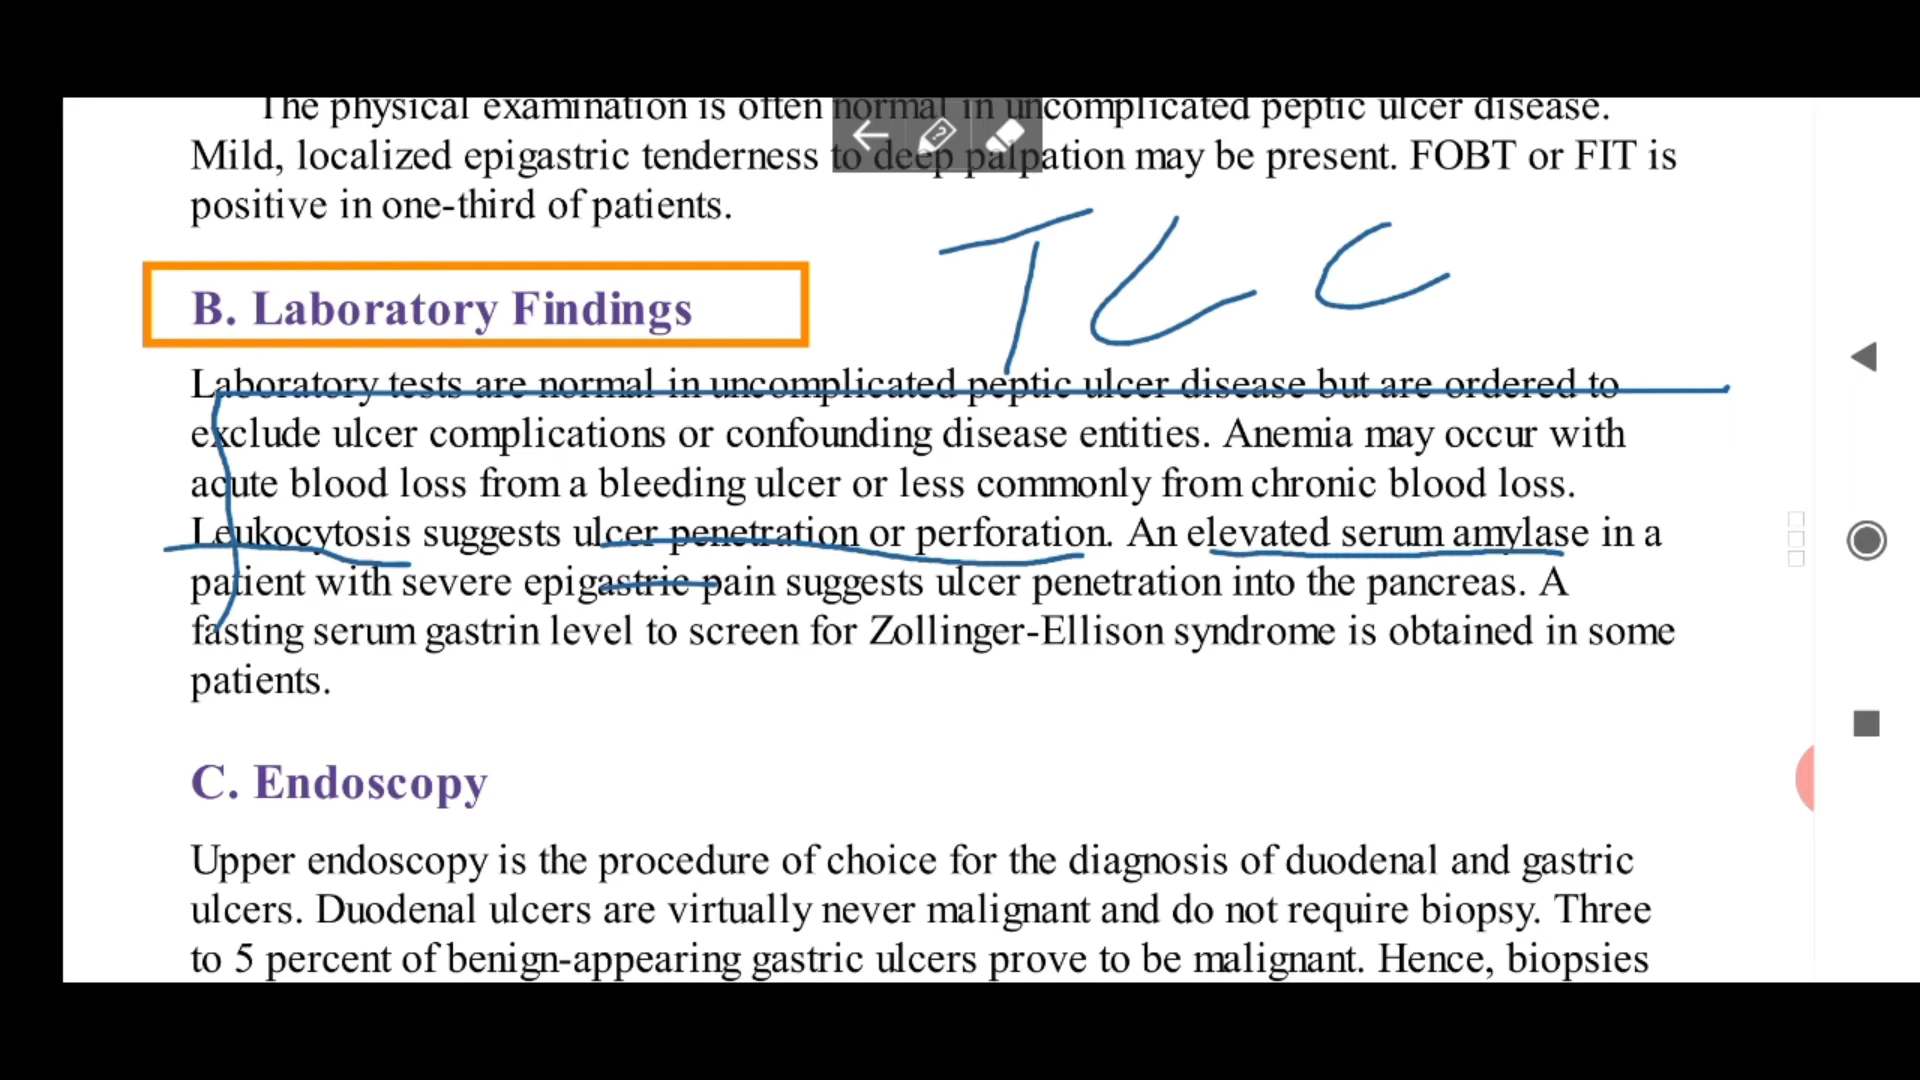 The physical examination is often normal in uncomplicated peptic ulcer disease.
Mild, localized epigastric tenderness to deep palpation may be present. FOBT or FIT is
positive in one-third of patients.
TLC
B. Laboratory Findings
Laboratory tests are normal in uncomplicated peptic ulcer disease but are ordered to
exclude ulcer complications or confounding disease entities. Anemia may occur with
acute blood loss from a bleeding ulcer or less commonly from chronic blood loss.
Leukocytosis suggests ulcer penetration or perforation. An elevated serum amylase in a
patient with severe epigastric pain suggests ulcer penetration into the pancreas. A
fasting serum gastrin level to screen for Zollinger-Ellison syndrome is obtained in some
patients.
C. Endoscopy
Upper endoscopy is the procedure of choice for the diagnosis of duodenal and gastric
ulcers. Duodenal ulcers are virtually never malignant and do not require biopsy. Three
to 5 percent of benign-appearing gastric ulcers prove to be malignant. Hence, biopsies